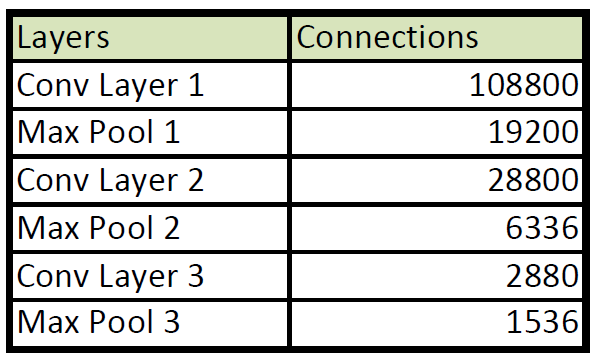 Layers Connections
Conv Layer 1 108800
Max Pool 1 19200
Conv Layer 2 28800
Max Pool 2 6336
Conv Layer 3 2880
Max Pool 3 1536